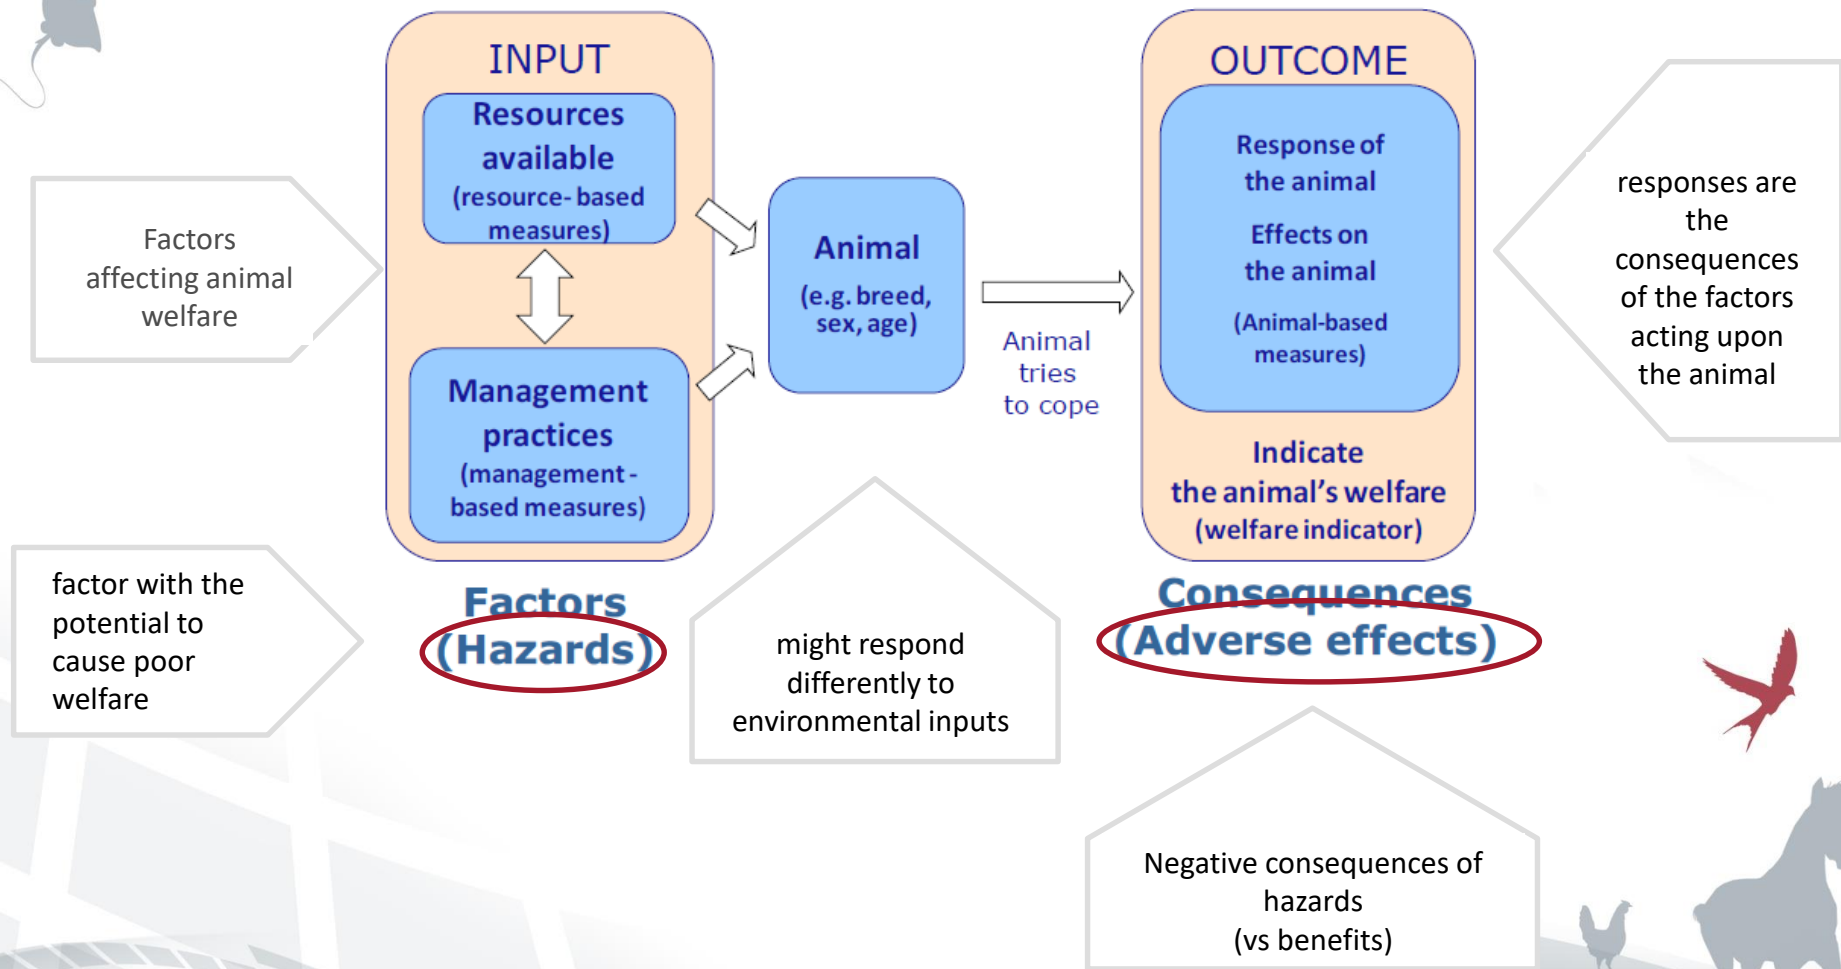 INPUT
Resources
available
(resource- based
measures)
Management
practices
(management -
based measures)
Factors
(Hazards)
Factors
affecting animal
welfare
factor with the
potential to
cause poor
welfare
Animal
(e.g. breed,
sex, age)
might respond
differently to
environmental inputs
Animal
tries
to cope
OUTCOME
Response of
the animal
Effects on
the animal
(Animal-based
measures)
Indicate
the animal's welfare
(welfare indicator)
Consequences
(Adverse effects)
responses are
the
consequences
of the factors
acting upon
the animal
Negative consequences of
hazards
(vs benefits)